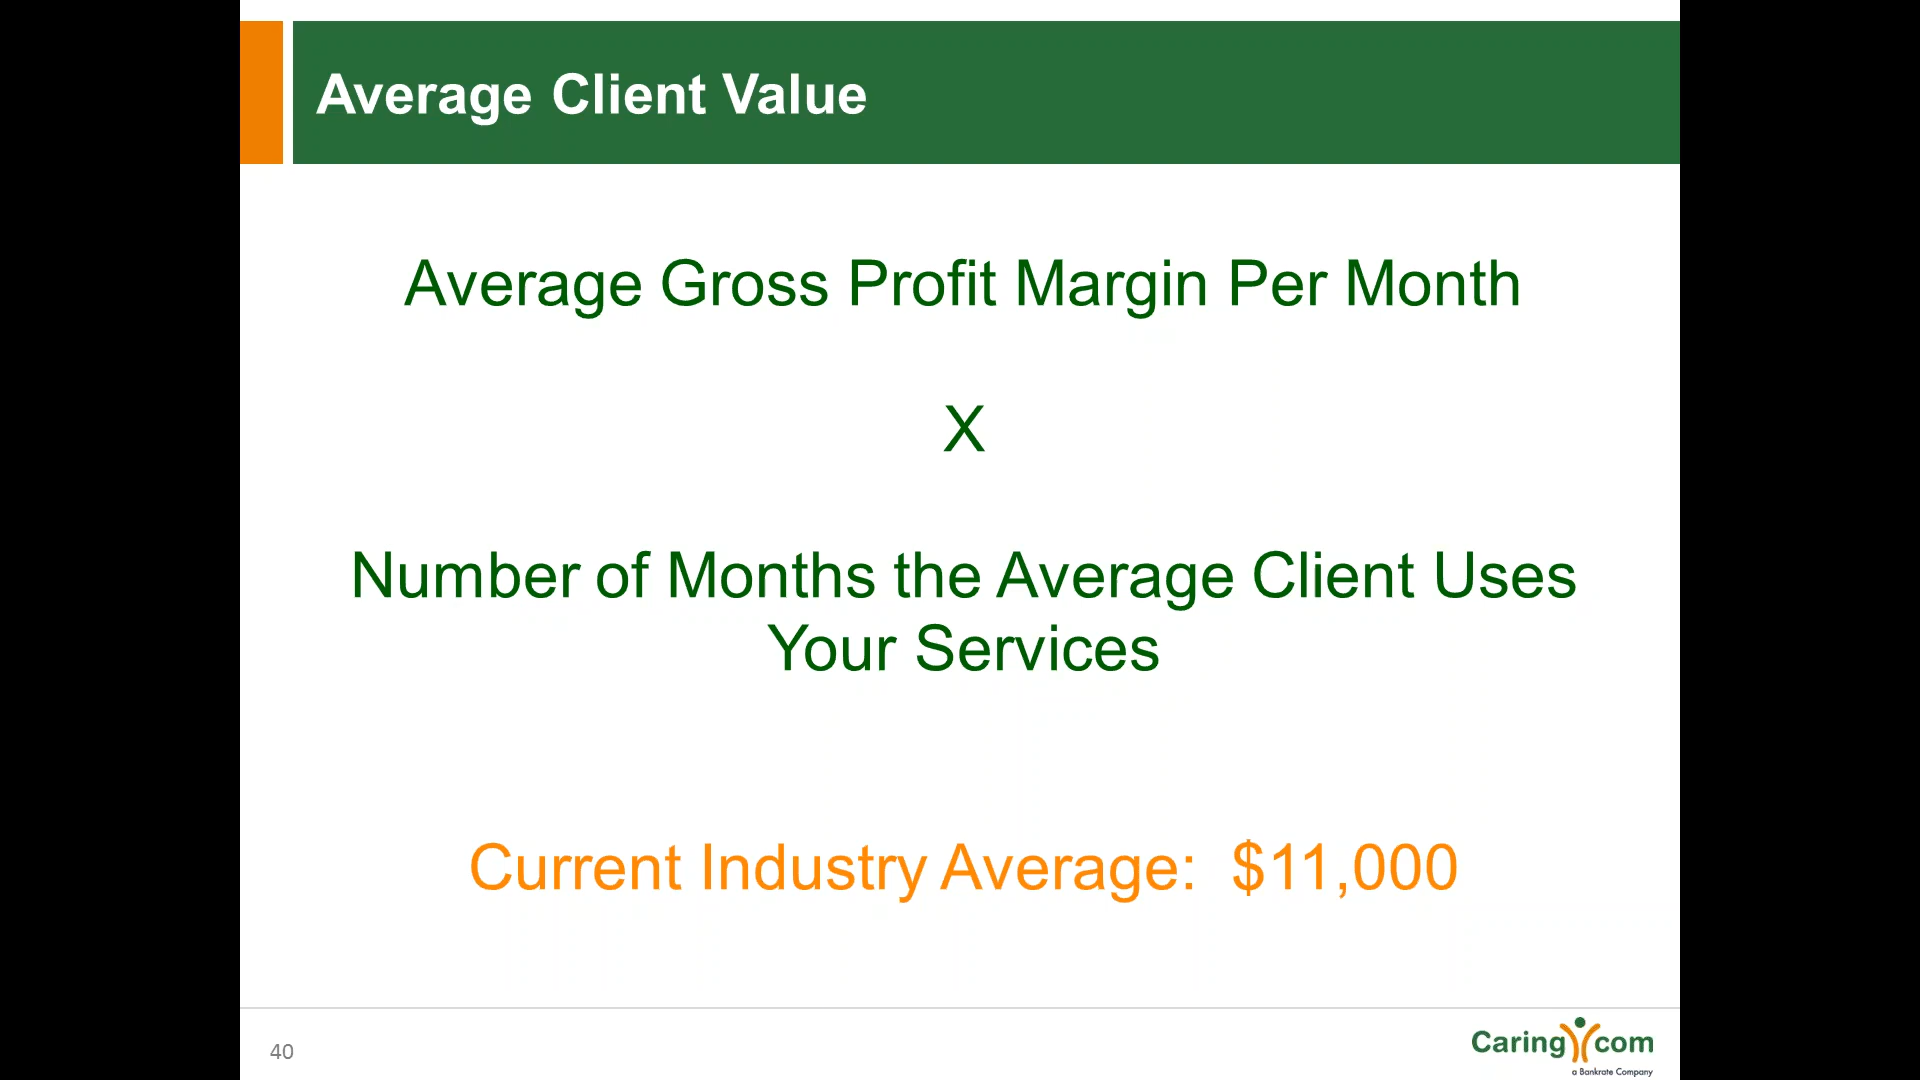 Average Client Value
Average Gross Profit Margin Per Month
X
Number of Months the Average Client Uses
Your Services
Current Industry Average: $11,000
40
Caring com
a Bankrate Company